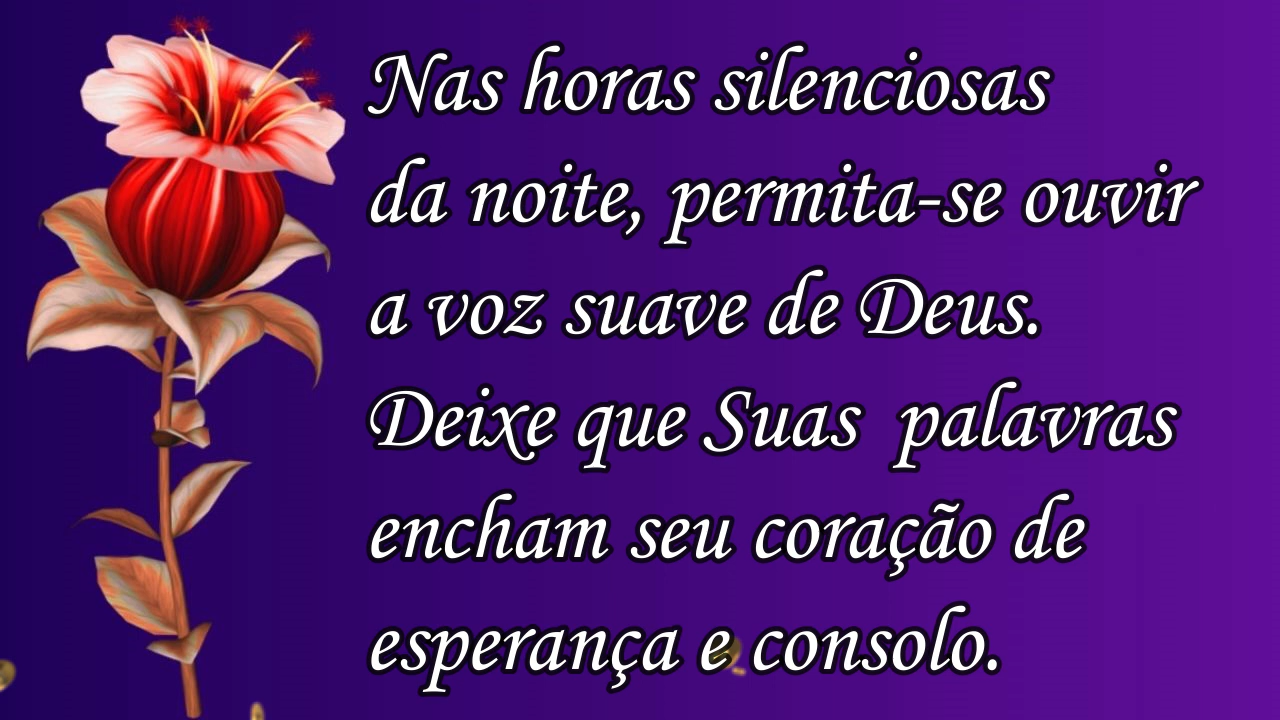 Nas horas silenciosas
da noite, permita-se ouvir
a voz suave de Deus.
Deixe que Suas  palavras
encham seu coração de
esperança e consolo.